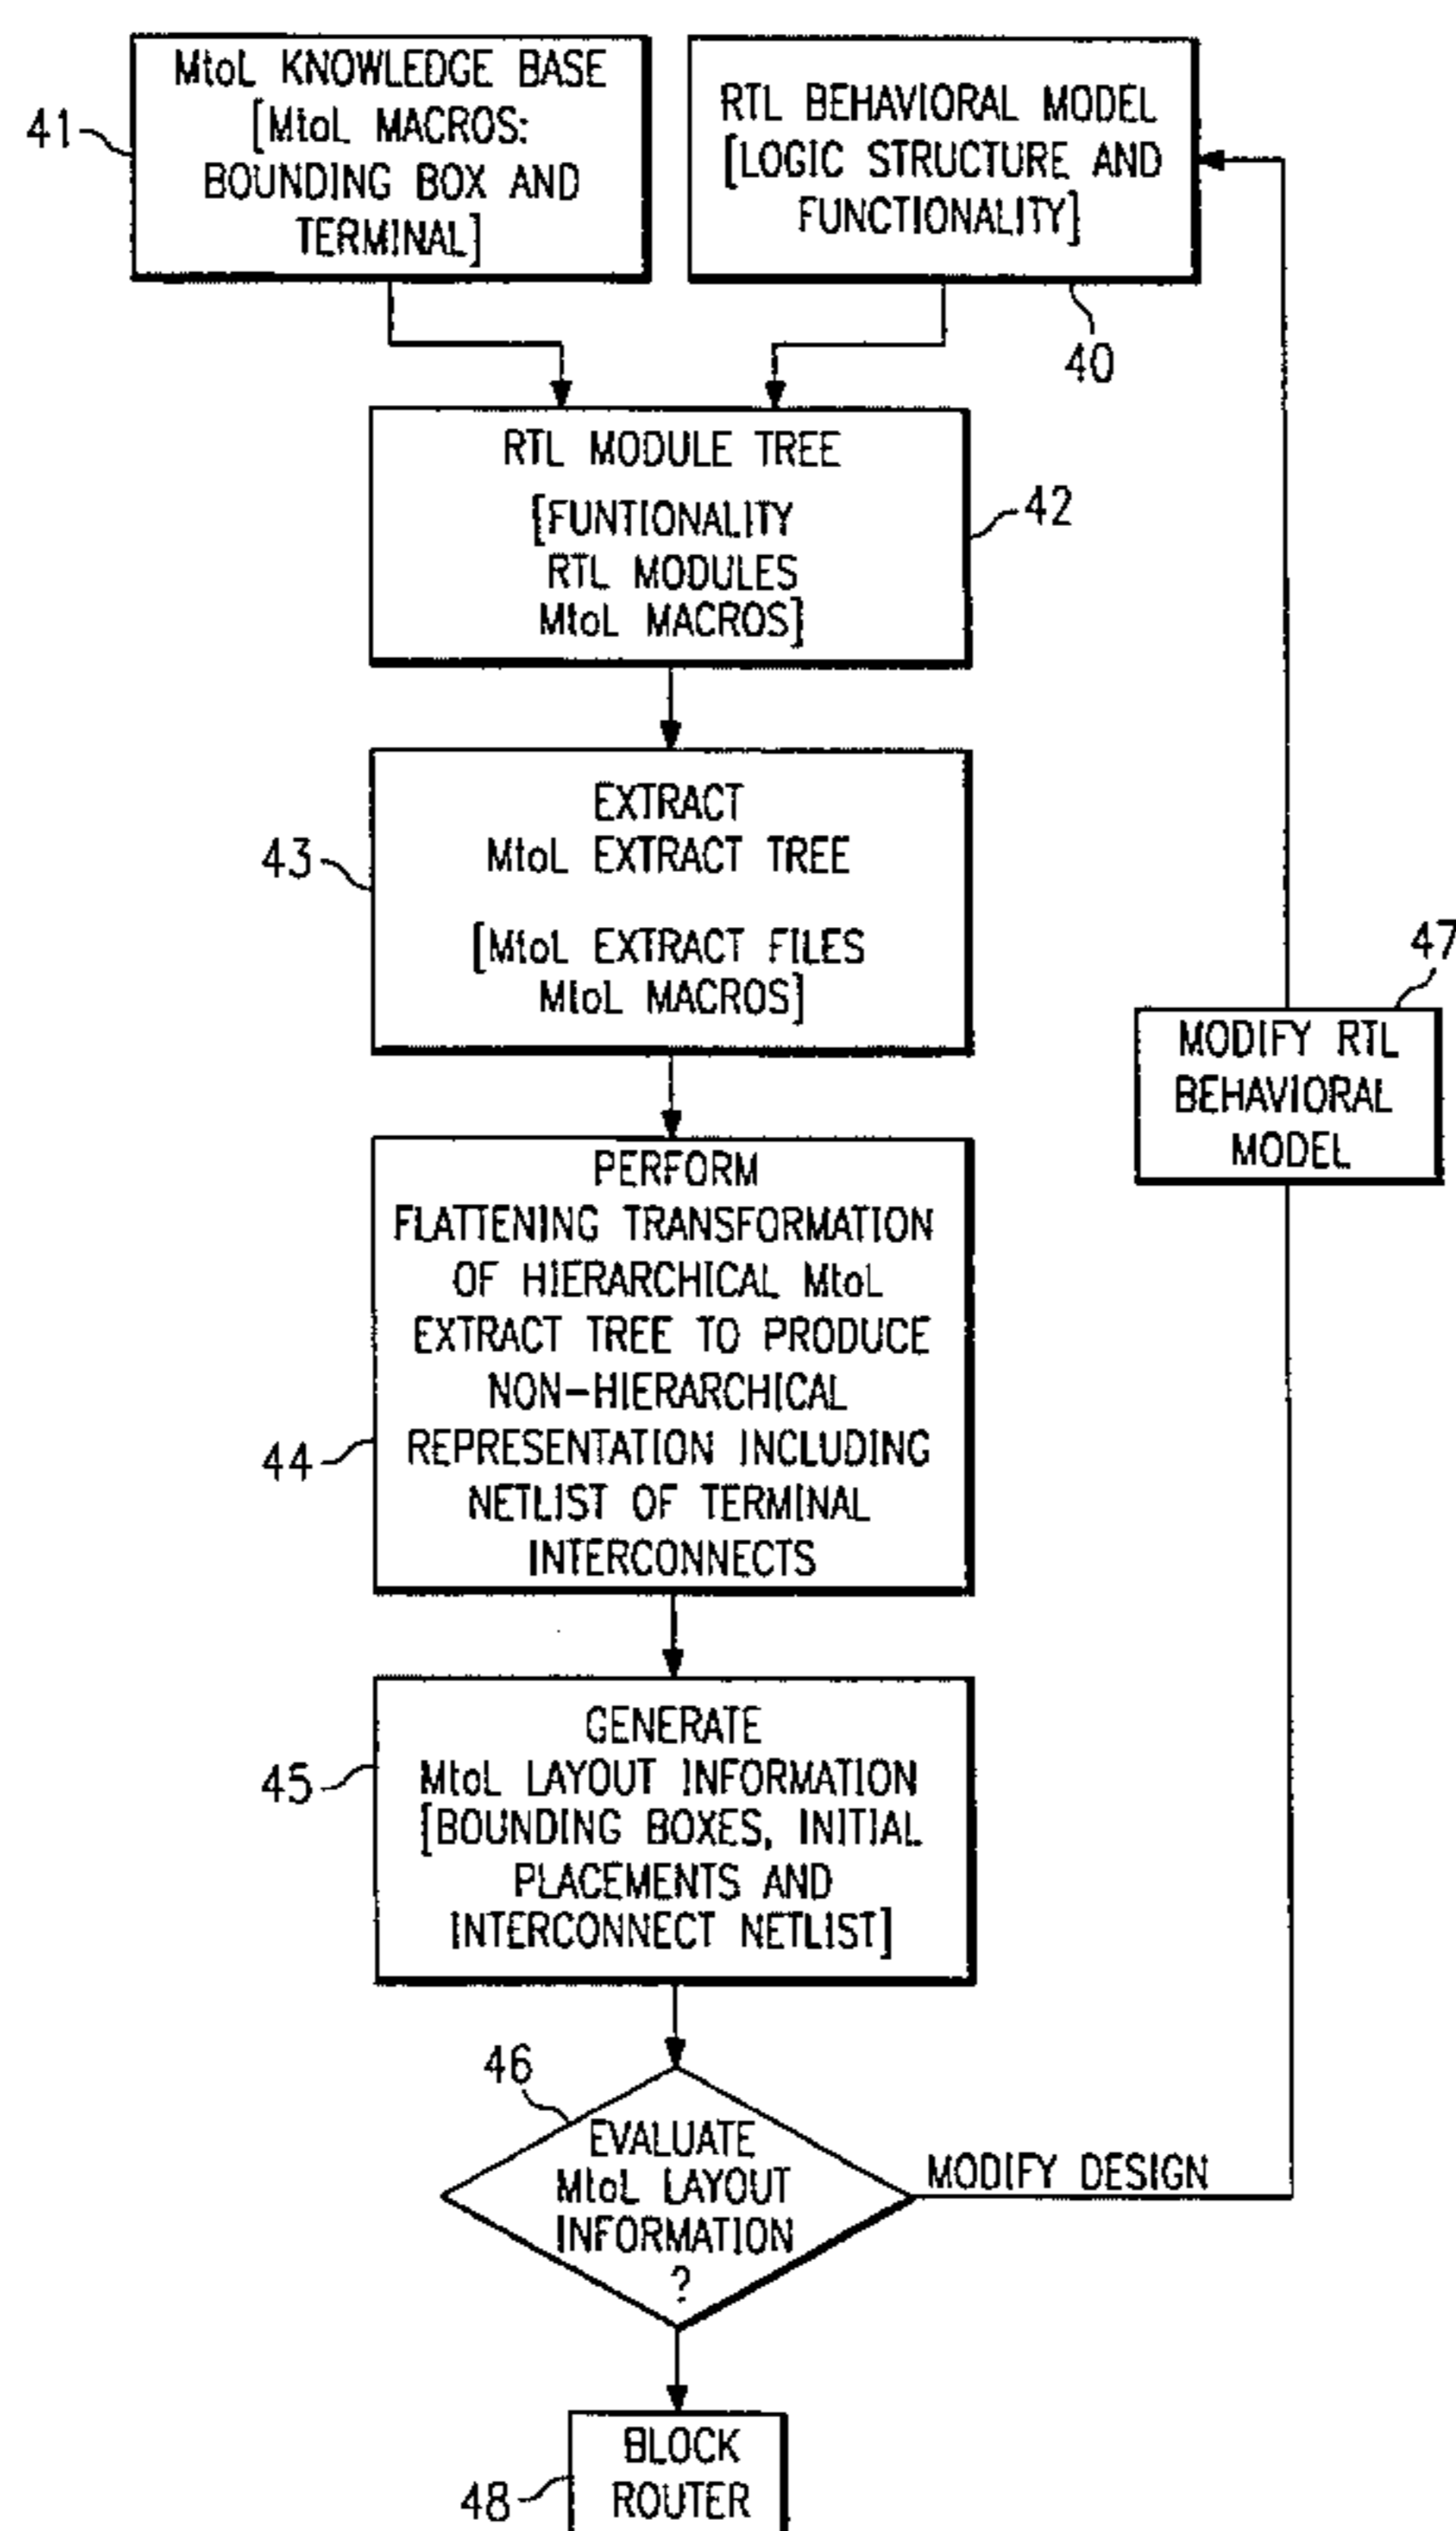 MtoL KNOWLEDGE BASE
[MtoL MACROS:
BOUNDING BOX AND
TERMINAL]
41
RTL BEHAVIORAL MODEL
[LOGIC STRUCTURE AND
FUNCTIONALITY]
40
RTL MODULE TREE
[FUNTIONALITY
RTL MODULES
MtoL MACROS]
42
EXTRACT
MtoL EXTRACT TREE
[MtoL EXTRACT FILES
MtoL MACROS]
43
47
MODIFY RTL
BEHAVIORAL
MODEL
PERFORM
FLATTENING TRANSFORMATION
OF HIERARCHICAL MtoL
EXTRACT TREE TO PRODUCE
NON-HIERARCHICAL
REPRESENTATION INCLUDING
NETLIST OF TERMINAL
INTERCONNECTS
44
GENERATE
MtoL LAYOUT INFORMATION
[BOUNDING BOXES, INITIAL
PLACEMENTS AND
INTERCONNECT NETLIST]
45
46
EVALUATE
MtoL LAYOUT
INFORMATION
?
MODIFY DESIGN
BLOCK
ROUTER
48